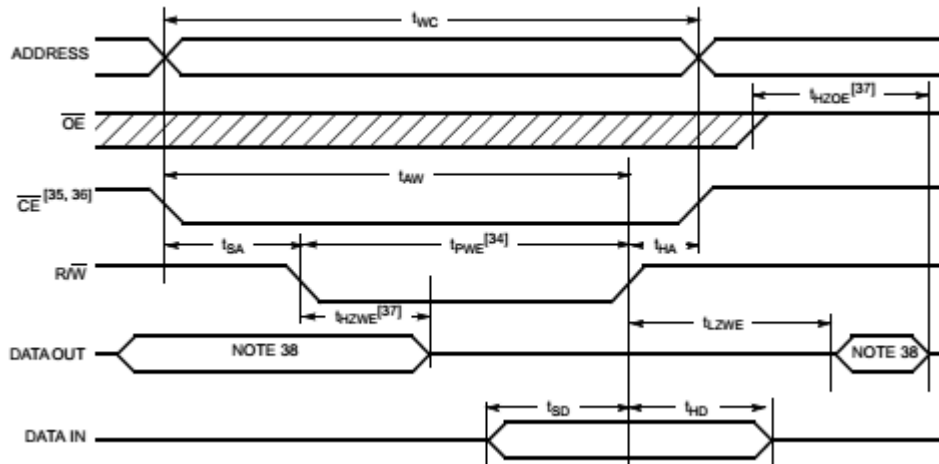 tWC
ADDRESS
tHZOE[37]
OE
tAW
CE[35, 36]
tSA
tPWE[34]
tHA
R/W
tHZWE[37]
tLZWE
DATA OUT
NOTE 38
NOTE 38
tSD
tHD
DATA IN